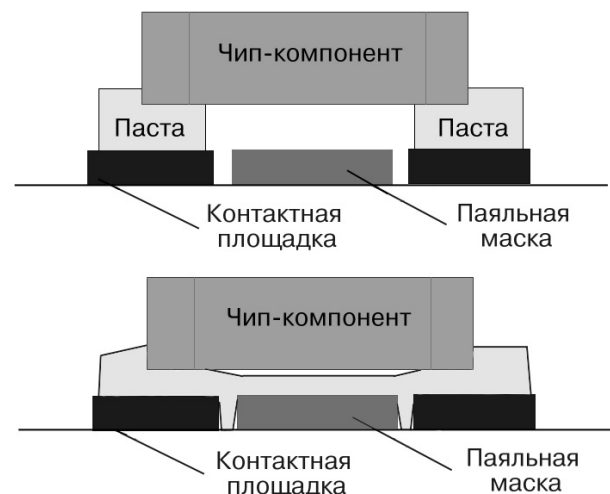 Чип-компонент
Паста
Паста
Контактная
площадка
Паяльная
маска
Чип-компонент
Контактная
площадка
Паяльная
маска